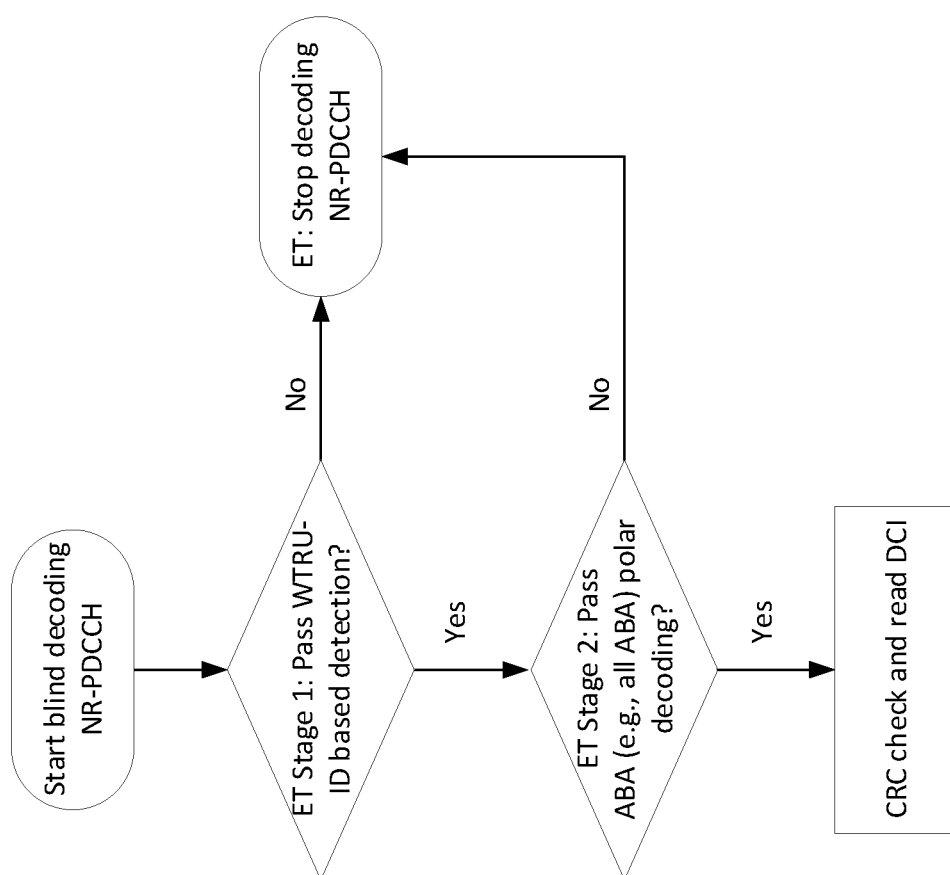 Start blind decoding
NR-PDCCH
ET Stage 1: Pass WTRU-
ID based detection?
No
ET: Stop decoding
NR-PDCCH
Yes
ET Stage 2: Pass
ABA (e.g., all ABA) polar
decoding?
No
Yes
CRC check and read DCI